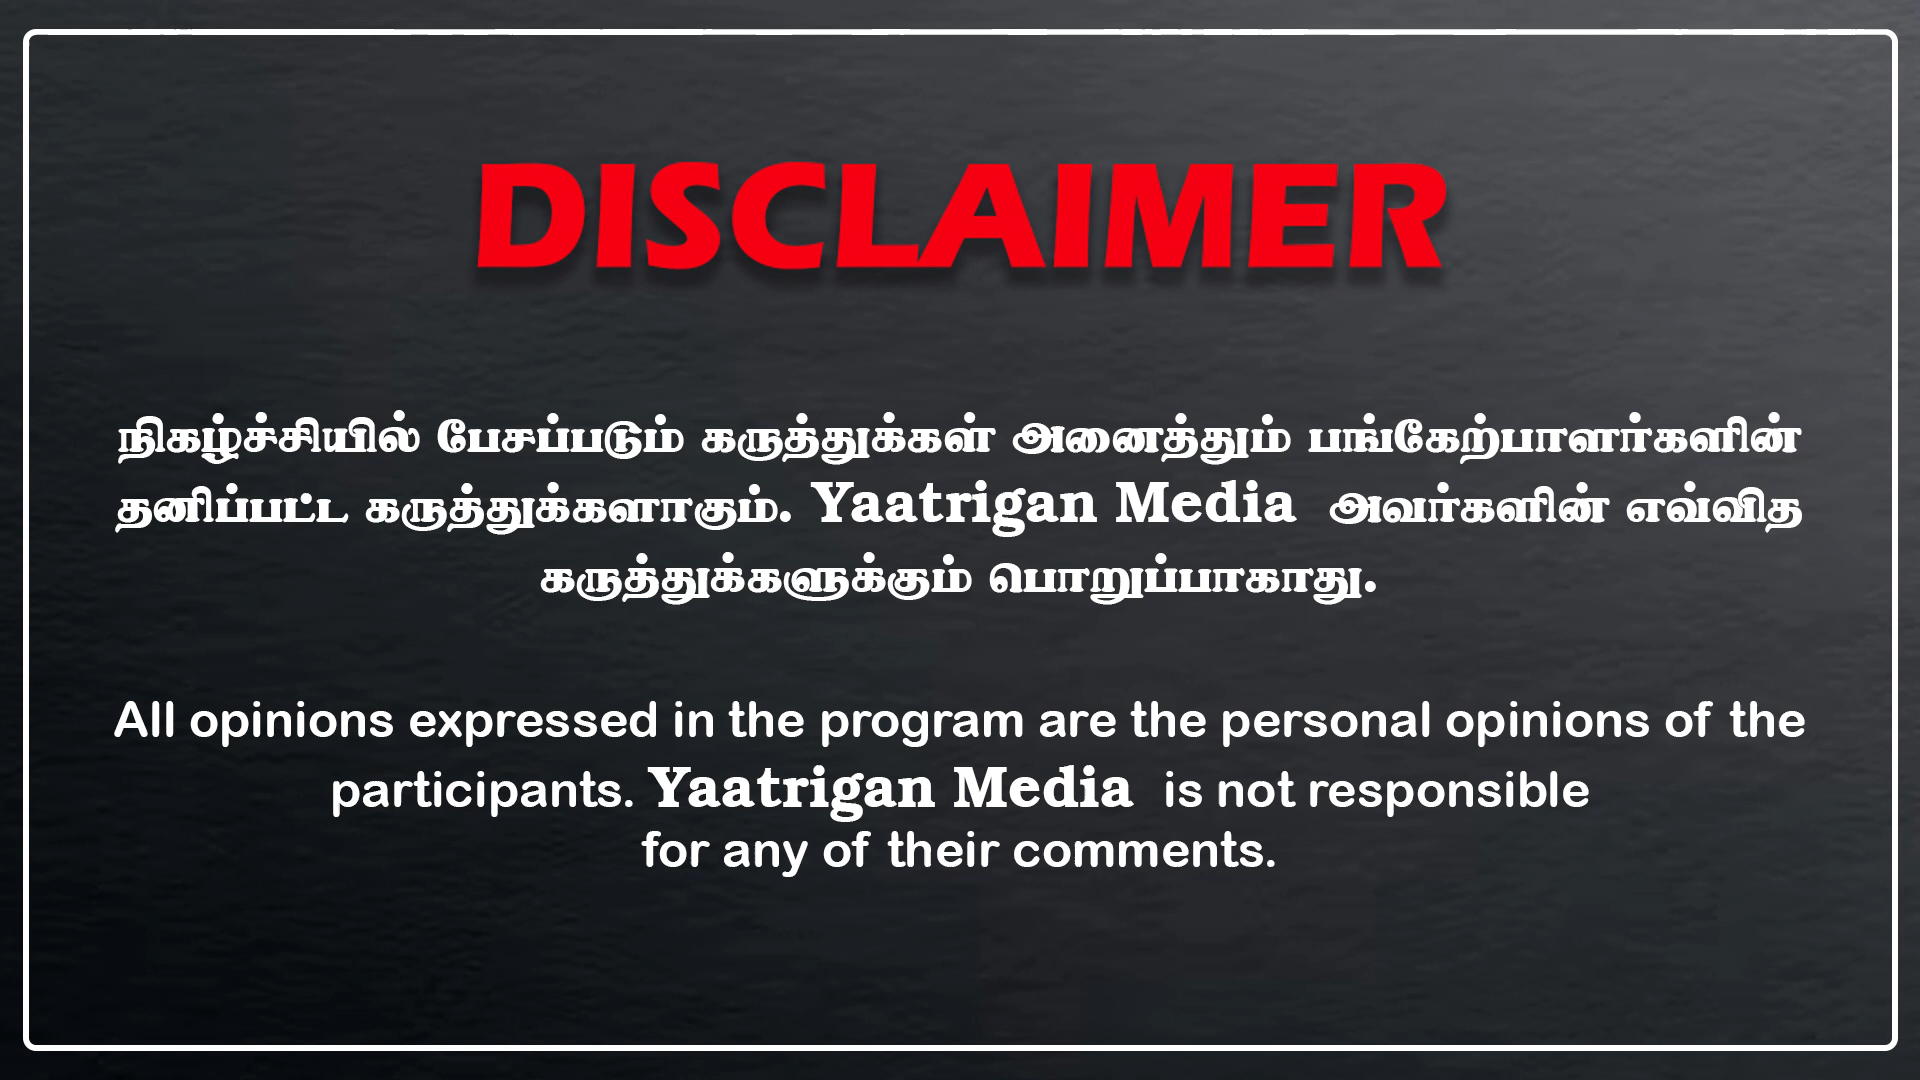 DISCLAIMER
நிகழ்ச்சியில் பேசப்படும் கருத்துக்கள் அனைத்தும் பங்கேற்பாளர்களின்
தனிப்பட்ட கருத்துக்களாகும். Yaatrigan Media அவர்களின் எவ்வித
கருத்துக்களுக்கும் பொறுப்பாகாது.
All opinions expressed in the program are the personal opinions of the
participants. Yaatrigan Media is not responsible
for any of their comments.